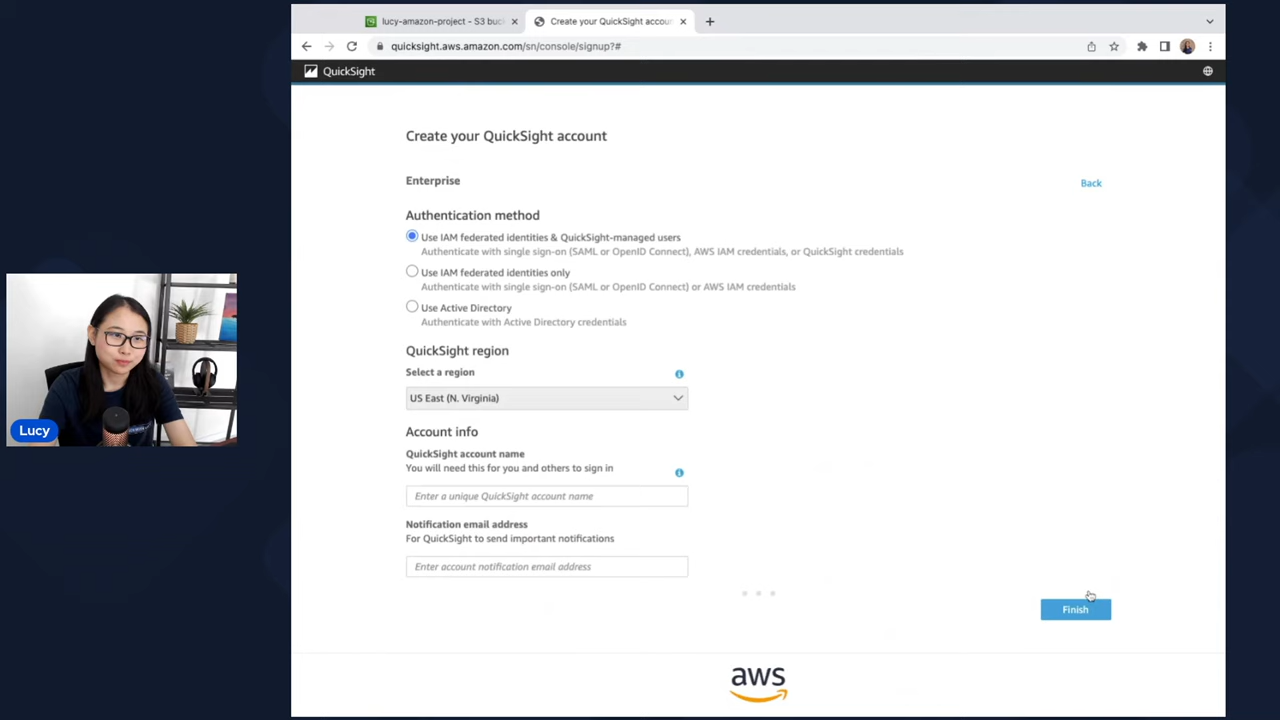 lucy-amazon-project - S3 buc
Create your QuickSight accoun
quicksight.aws.amazon.com/sn/console/signup?#
QuickSight
Create your QuickSight account
Enterprise
Back
Authentication method
Use IAM federated identities & QuickSight-managed users
Authenticate with single sign-on (SAML or OpenID Connect), AWS IAM credentials, or QuickSight credentials
Use IAM federated identities only
Authenticate with single sign-on (SAML or OpenID Connect) or AWS IAM credentials
Use Active Directory
Authenticate with Active Directory credentials
QuickSight region
Select a region
US East (N. Virginia)
Account info
QuickSight account name
You will need this for you and others to sign in
Enter a unique QuickSight account name
Notification email address
For QuickSight to send important notifications
Enter account notification email address
Finish
aws
Lucy